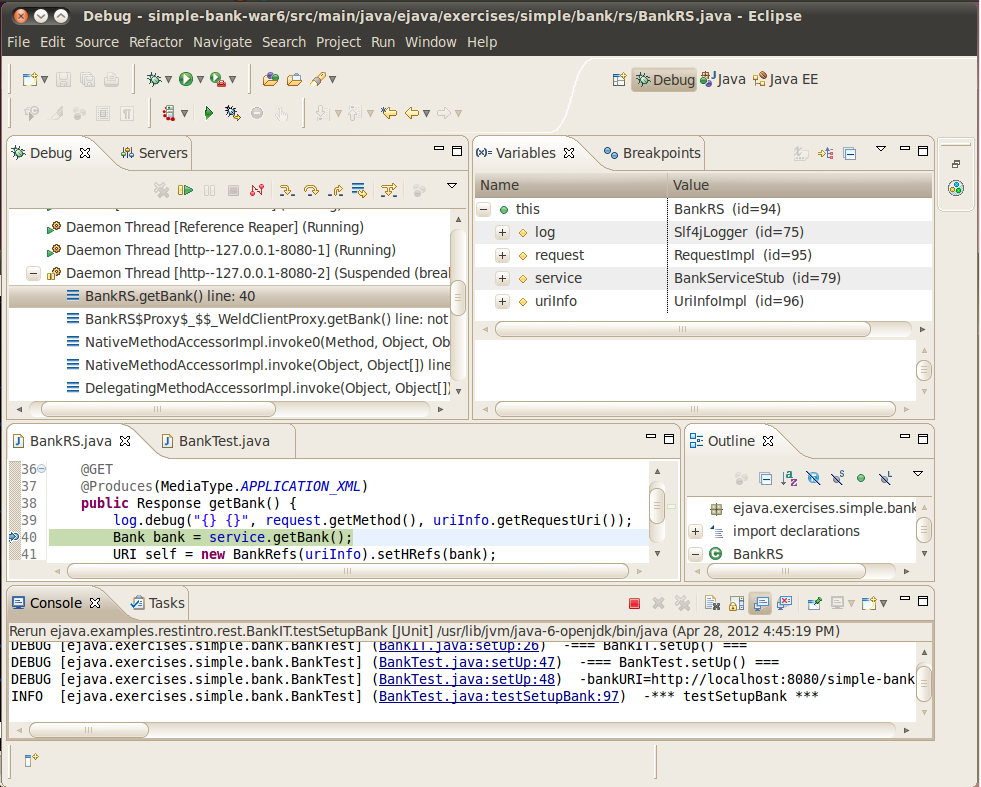 Debug - simple-bank-war6/src/main/java/ejava/exercises/simple/bank/rs/BankRS.java - Eclipse
File Edit Source Refactor Navigate Search Project Run Window Help
Debug Java Java EE
Debug Servers
Daemon Thread [Reference Reaper] (Running)
Daemon Thread [http--127.0.0.1-8080-1] (Running)
Daemon Thread [http--127.0.0.1-8080-2] (Suspended (brea
BankRS.getBank() line: 40
BankRS$Proxy$_$$_WeldClientProxy.getBank() line: not
NativeMethodAccessorImpl.invoke0(Method, Object, Ob
NativeMethodAccessorImpl.invoke(Object, Object[]) line
DelegatingMethodAccessorImpl.invoke(Object, Object[])
(x)= Variables Breakpoints
Name Value
this BankRS (id=94)
log Slf4jLogger (id=75)
request RequestImpl (id=95)
service BankServiceStub (id=79)
uriInfo UriInfoImpl (id=96)
BankRS.java BankTest.java
36 @GET
37 @Produces(MediaType.APPLICATION_XML)
38 public Response getBank() {
39 log.debug("{} {}", request.getMethod(), uriInfo.getRequestUri());
40 Bank bank = service.getBank();
41 URI self = new BankRefs(uriInfo).setHRefs(bank);
Outline
ejava.exercises.simple.bank
import declarations
BankRS
Console Tasks
Rerun ejava.examples.restintro.rest.BankIT.testSetupBank [JUnit] /usr/lib/jvm/java-6-openjdk/bin/java (Apr 28, 2012 4:45:19 PM)
DEBUG [ejava.exercises.simple.bank.BankTest] (BankIT.java:setUp:26) -=== BankIT.setUp() ===
DEBUG [ejava.exercises.simple.bank.BankTest] (BankTest.java:setUp:47) -=== BankTest.setUp() ===
DEBUG [ejava.exercises.simple.bank.BankTest] (BankTest.java:setUp:48) -bankURI=http://localhost:8080/simple-bank
INFO [ejava.exercises.simple.bank.BankTest] (BankTest.java:testSetupBank:97) -*** testSetupBank ***